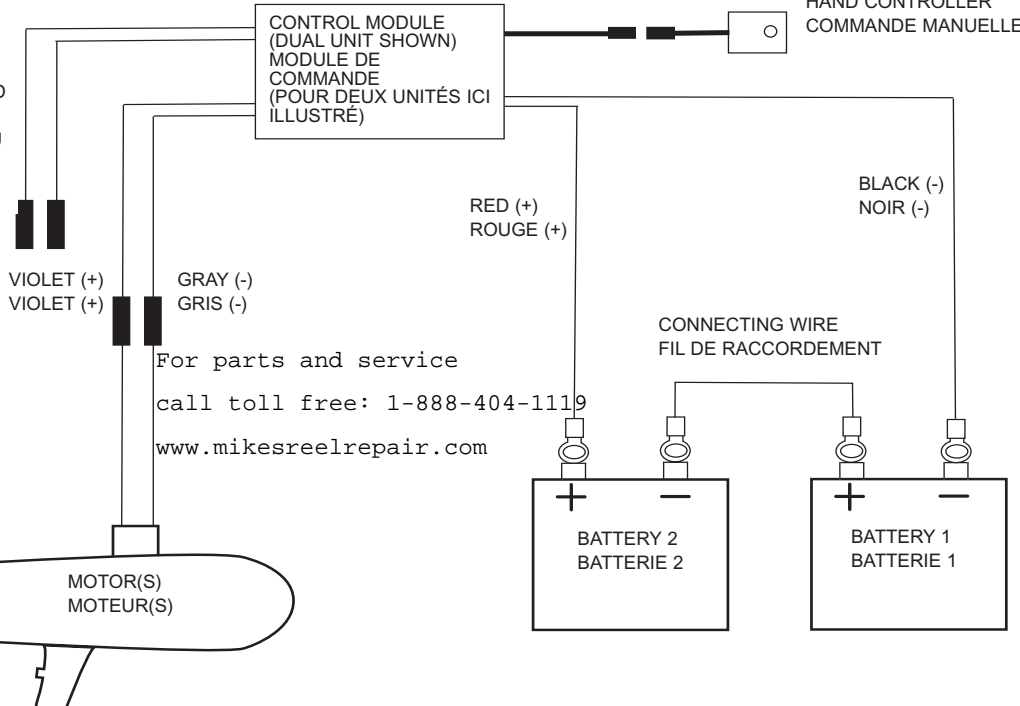 HAND CONTROLLER
COMMANDE MANUELLE
CONTROL MODULE
(DUAL UNIT SHOWN)
MODULE DE
COMMANDE
(POUR DEUX UNITÉS ICI
ILLUSTRÉ)
RED (+)
ROUGE (+)
BLACK (-)
NOIR (-)
VIOLET (+)
VIOLET (+)
GRAY (-)
GRIS (-)
CONNECTING WIRE
FIL DE RACCORDEMENT
For parts and service
call toll free: 1-888-404-1119
www.mikesreelrepair.com
+ −
BATTERY 2
BATTERIE 2
+ −
BATTERY 1
BATTERIE 1
MOTOR(S)
MOTEUR(S)